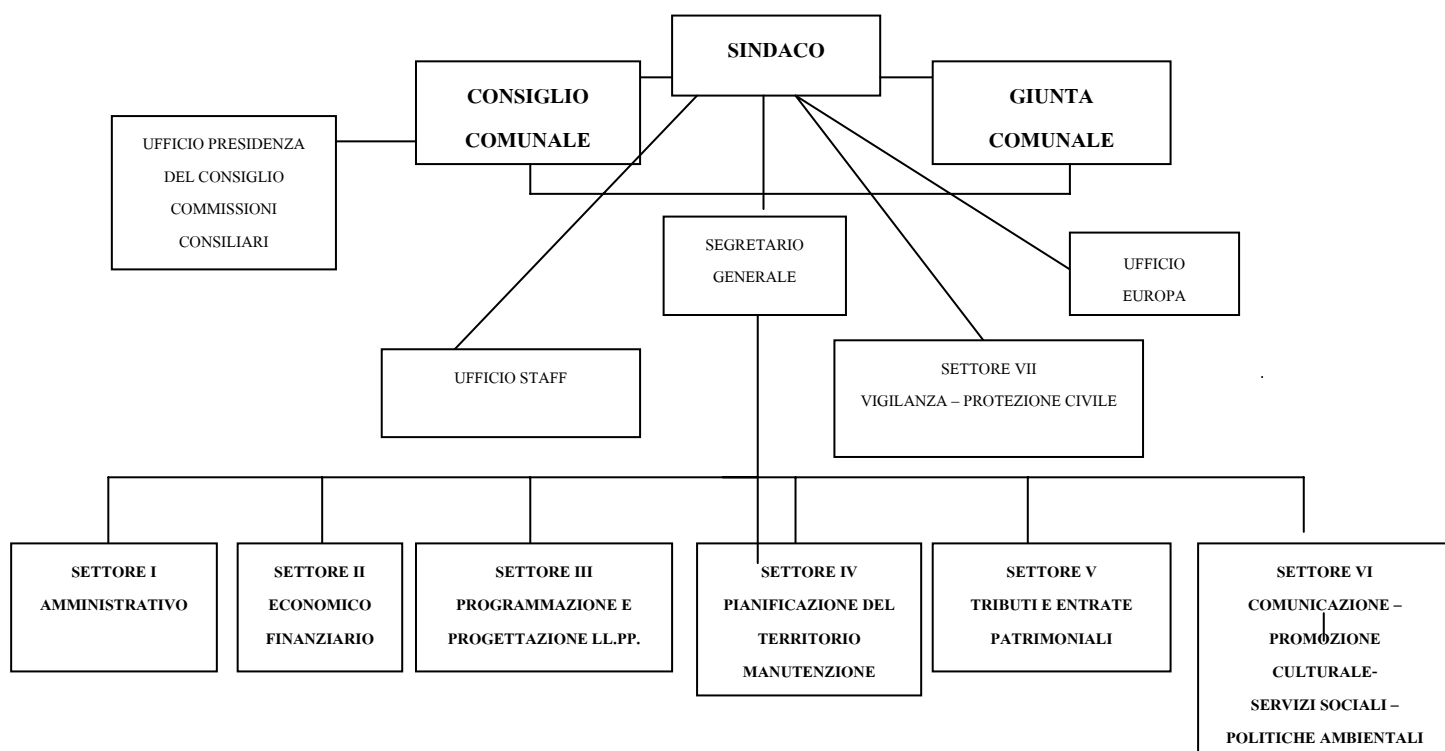 SINDACO
CONSIGLIO
COMUNALE
GIUNTA
COMUNALE
UFFICIO PRESIDENZA
DEL CONSIGLIO
COMMISSIONI
CONSILIARI
SEGRETARIO
GENERALE
UFFICIO
EUROPA
UFFICIO STAFF
SETTORE VII
VIGILANZA – PROTEZIONE CIVILE
.
SETTORE I
AMMINISTRATIVO
SETTORE II
ECONOMICO
FINANZIARIO
SETTORE III
PROGRAMMAZIONE E
PROGETTAZIONE LL.PP.
SETTORE IV
PIANIFICAZIONE DEL
TERRITORIO
MANUTENZIONE
SETTORE V
TRIBUTI E ENTRATE
PATRIMONIALI
SETTORE VI
COMUNICAZIONE –
PROMOZIONE
CULTURALE-
SERVIZI SOCIALI –
POLITICHE AMBIENTALI